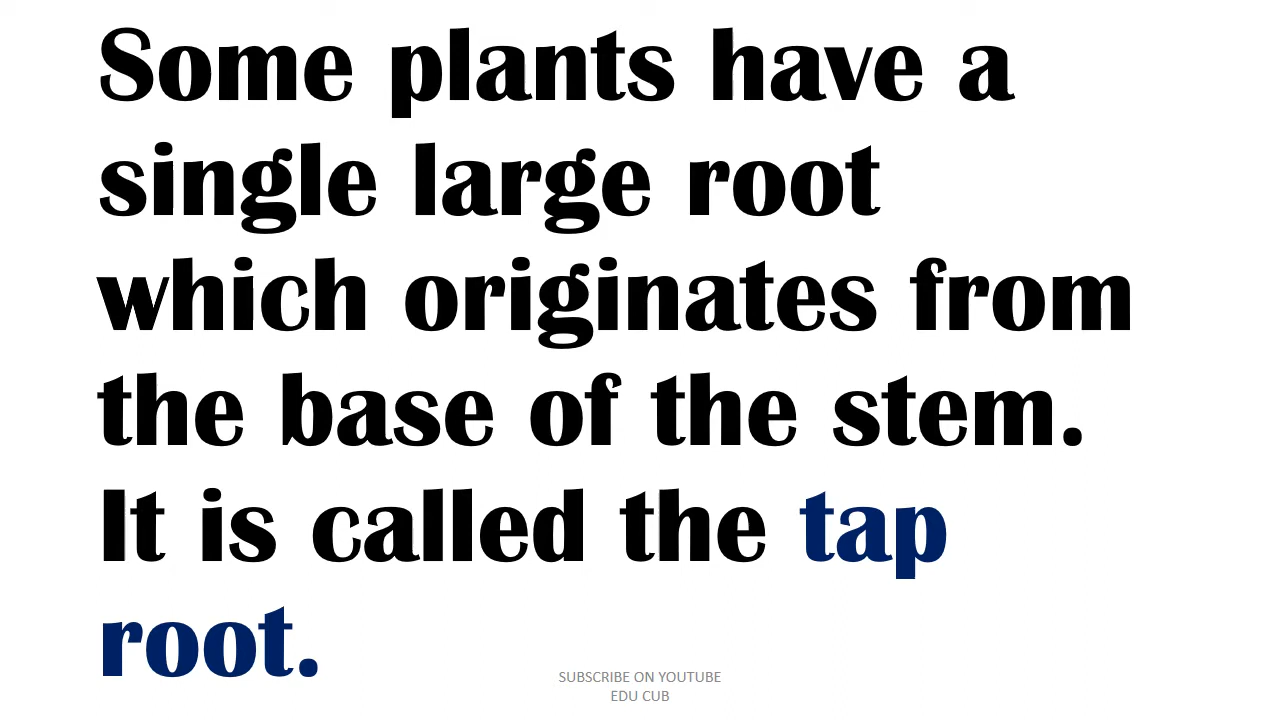 Some plants have a
single large root
which originates from
the base of the stem.
It is called the tap
root.
SUBSCRIBE ON YOUTUBE
EDU CUB